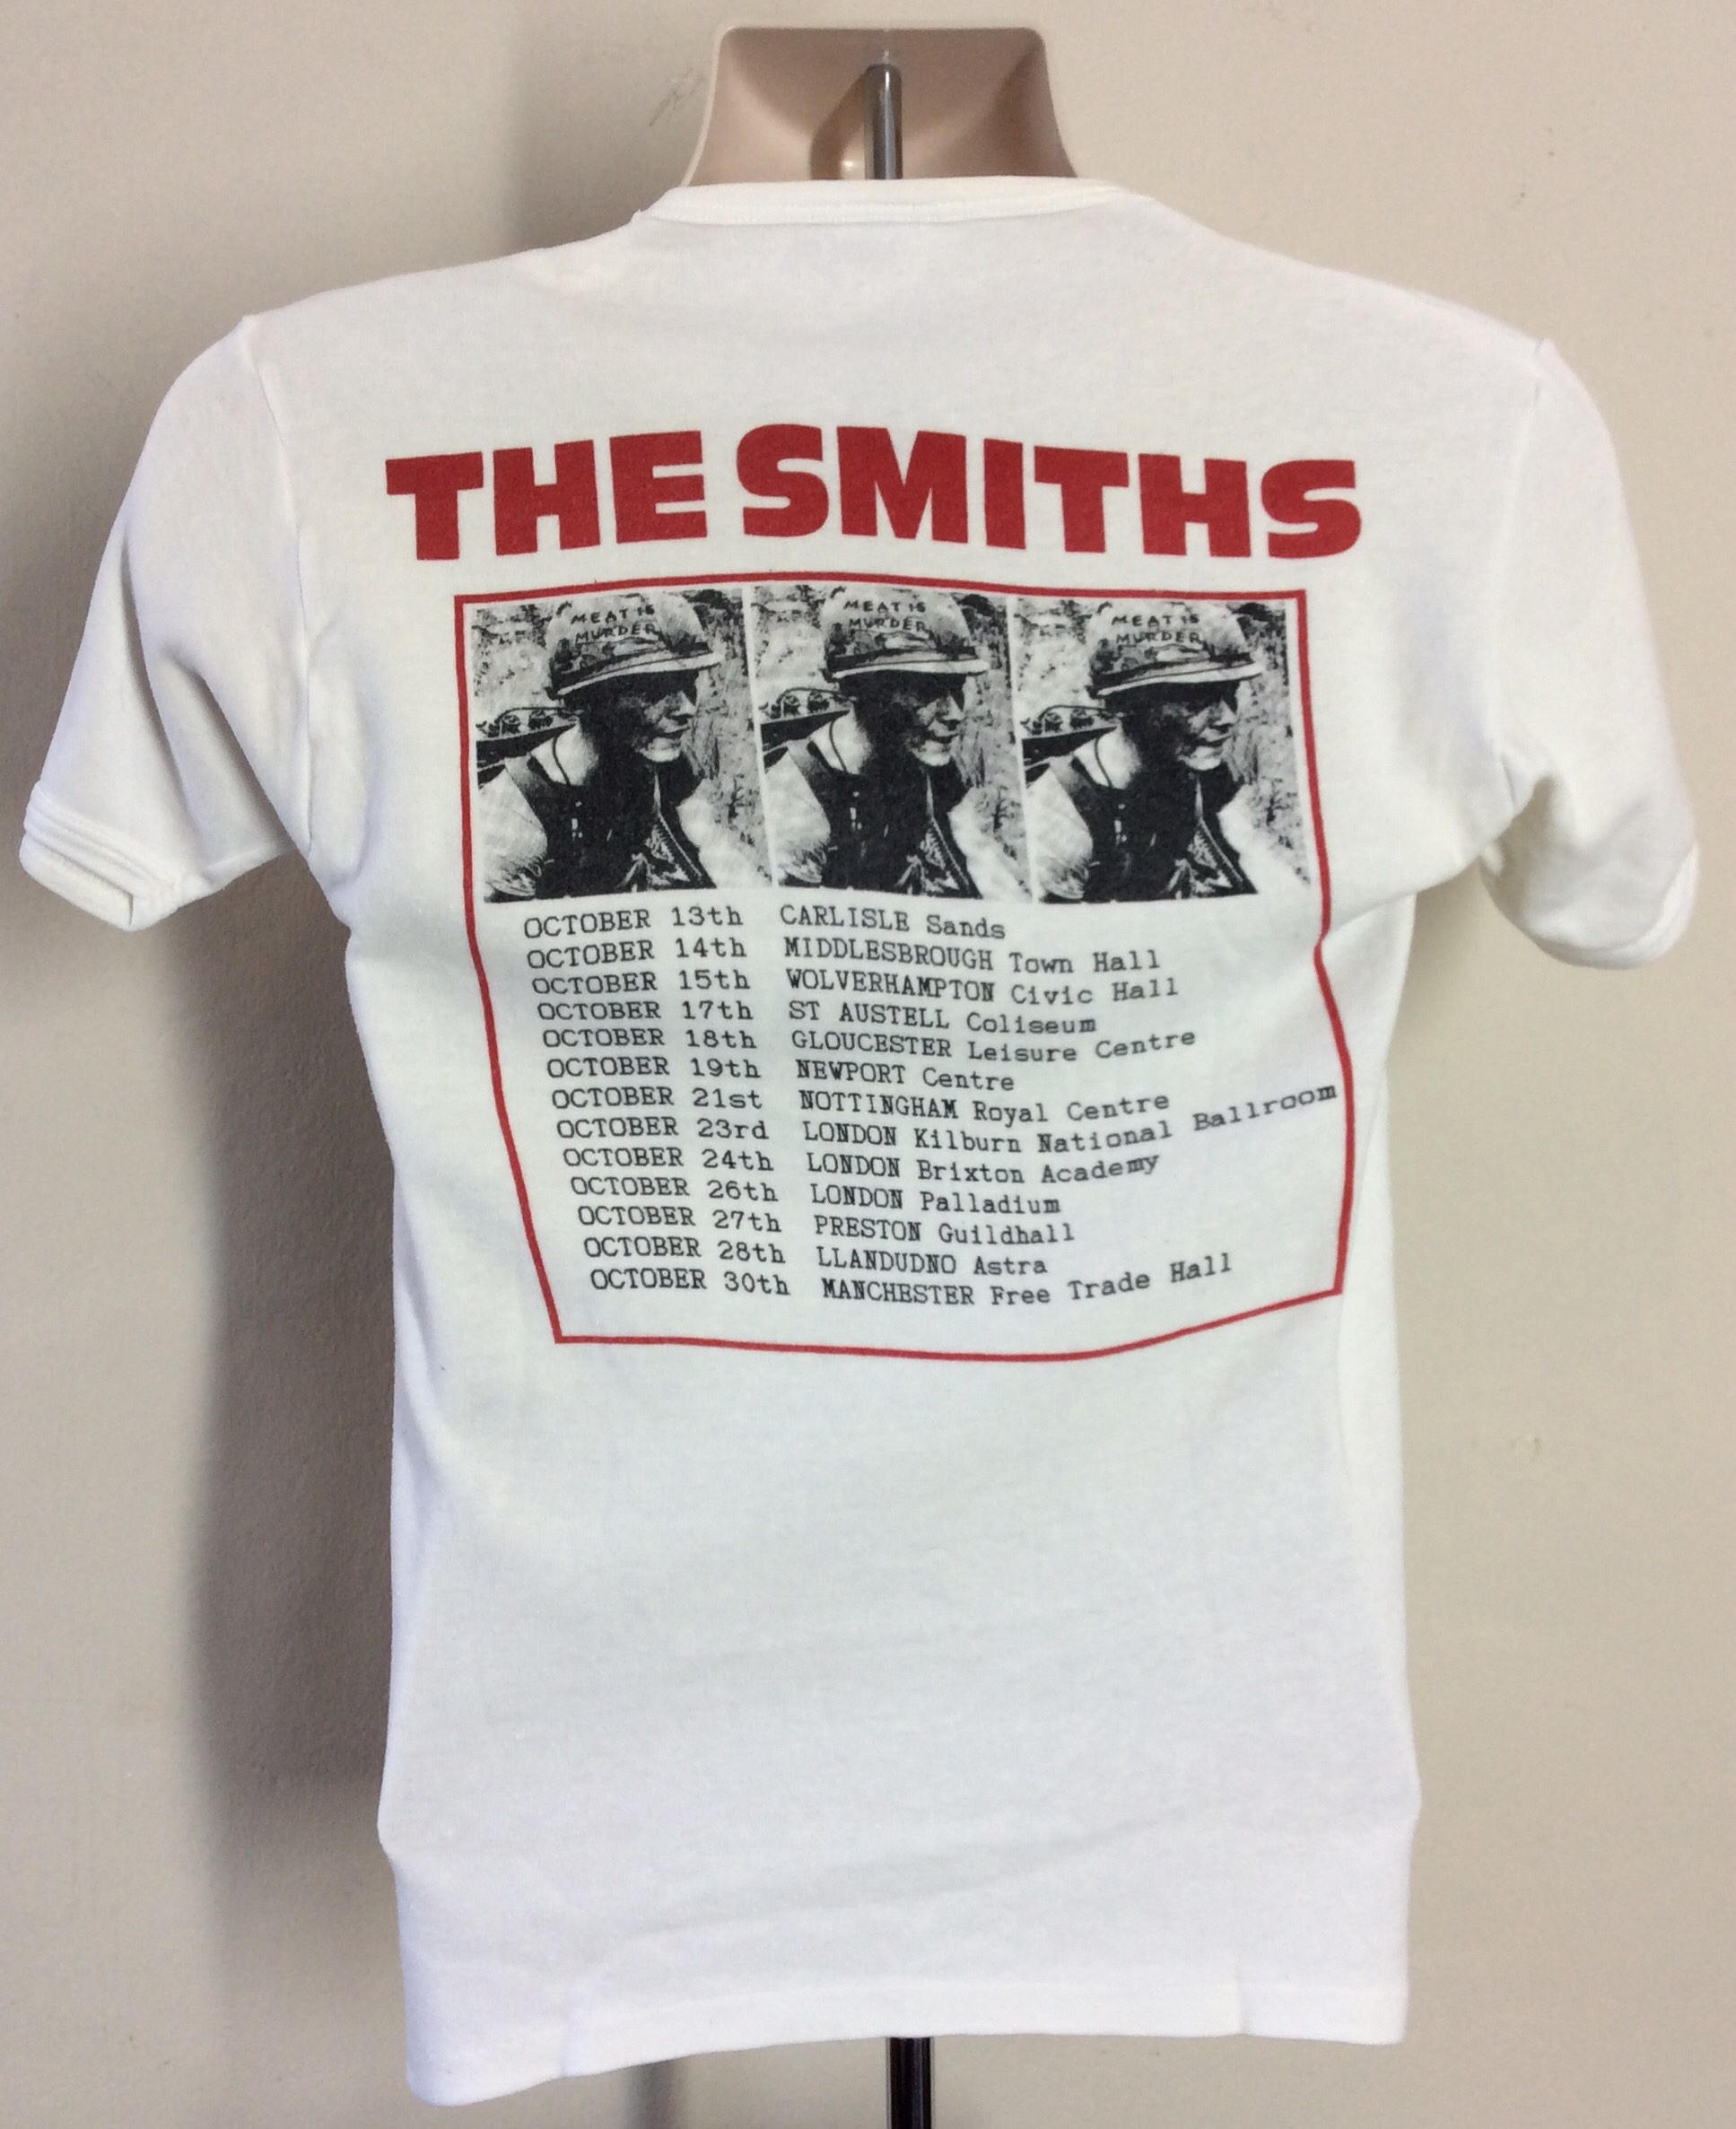 THE SMITHS
MEAT IS
MURDER
MEAT IS
MURDER
MEAT IS
MURDER
OCTOBER 13th CARLISLE Sands
OCTOBER 14th MIDDLESBROUGH Town Hall
OCTOBER 15th WOLVERHAMPTON Civic Hall
OCTOBER 17th ST AUSTELL Coliseum
OCTOBER 18th GLOUCESTER Leisure Centre
OCTOBER 19th NEWPORT Centre
OCTOBER 21st NOTTINGHAM Royal Centre
OCTOBER 23rd LONDON Kilburn National Ballroom
OCTOBER 24th LONDON Brixton Academy
OCTOBER 26th LONDON Palladium
OCTOBER 27th PRESTON Guildhall
OCTOBER 28th LLANDUDNO Astra
OCTOBER 30th MANCHESTER Free Trade Hall